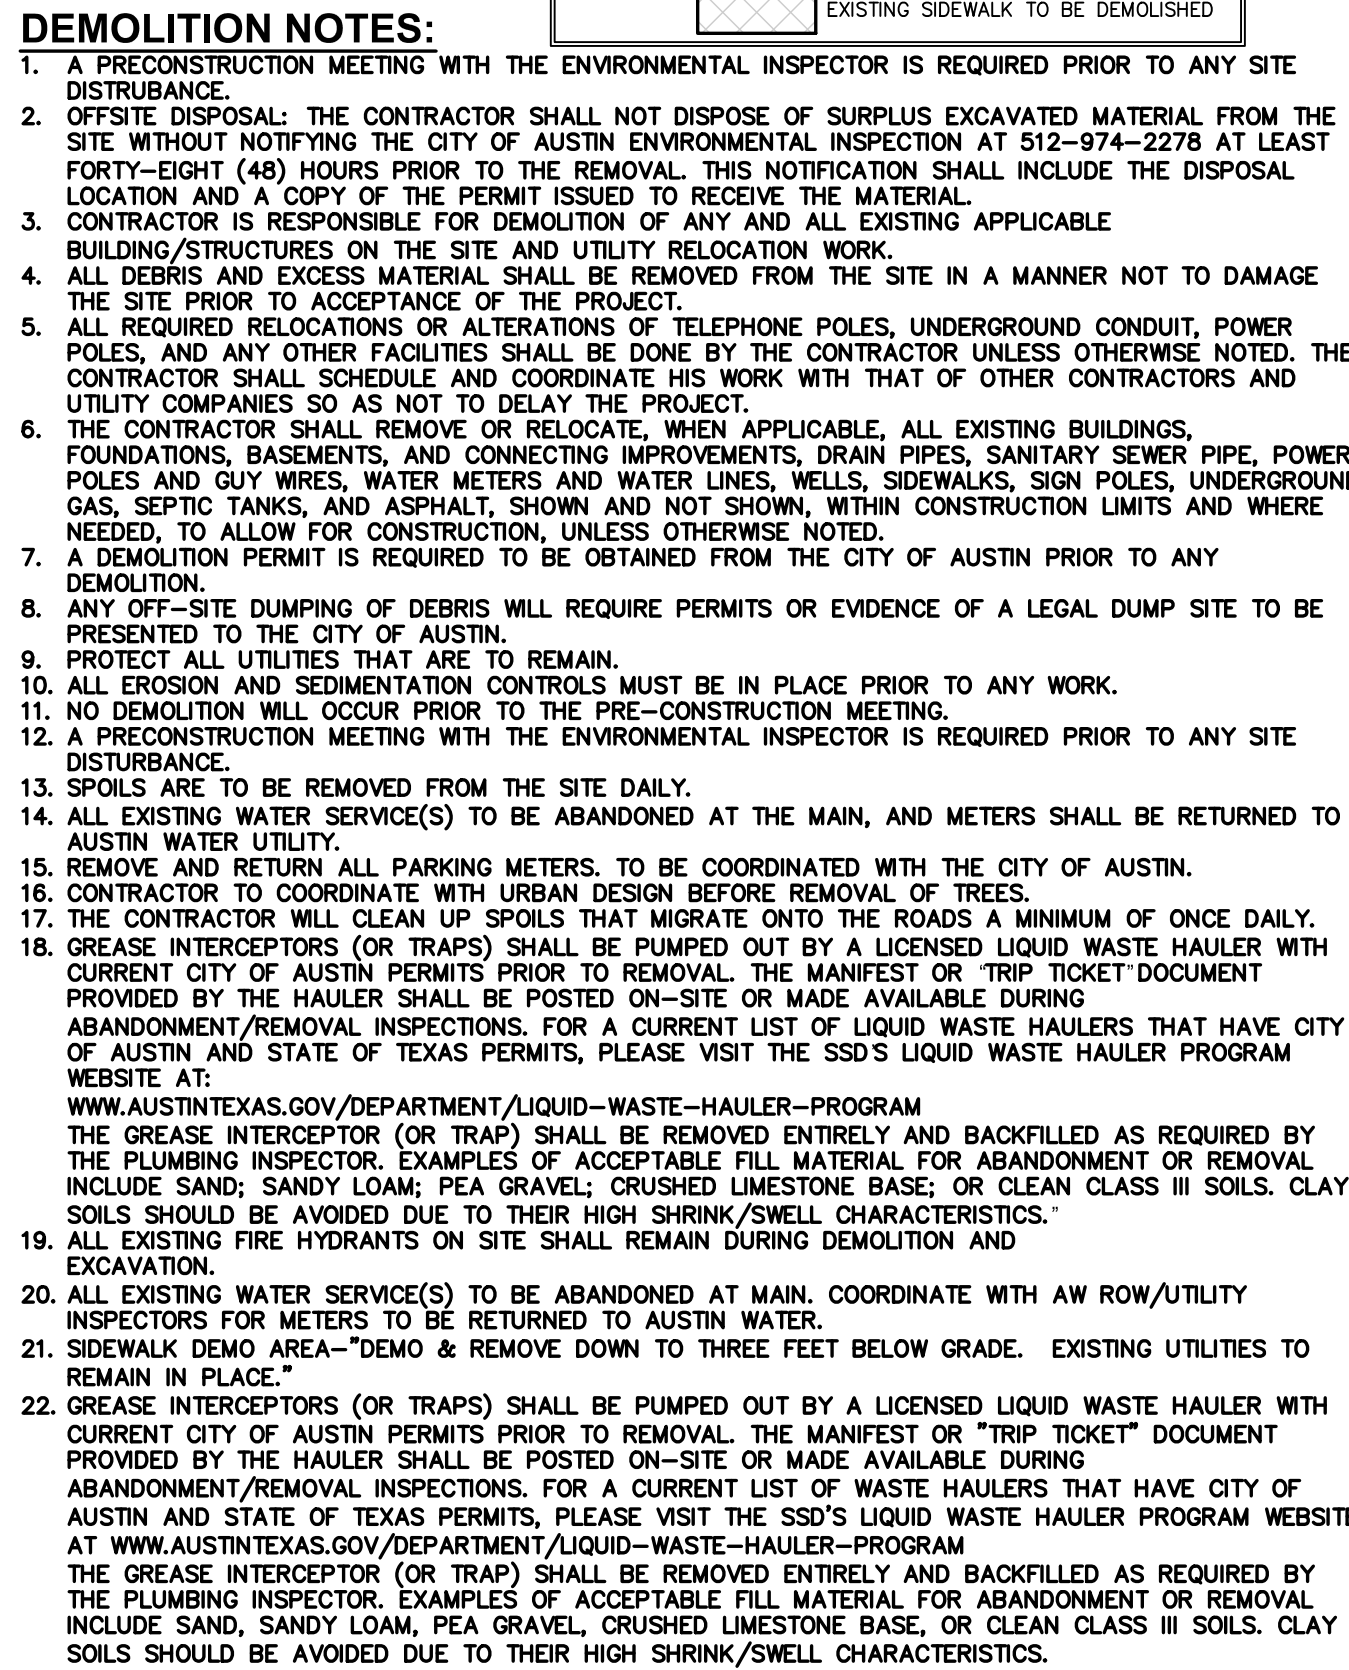 EXISTING SIDEWALK TO BE DEMOLISHED
DEMOLITION NOTES:
1. A PRECONSTRUCTION MEETING WITH THE ENVIRONMENTAL INSPECTOR IS REQUIRED PRIOR TO ANY SITE
DISTRUBANCE.
2. OFFSITE DISPOSAL: THE CONTRACTOR SHALL NOT DISPOSE OF SURPLUS EXCAVATED MATERIAL FROM THE
SITE WITHOUT NOTIFYING THE CITY OF AUSTIN ENVIRONMENTAL INSPECTION AT 512-974-2278 AT LEAST
FORTY-EIGHT (48) HOURS PRIOR TO THE REMOVAL. THIS NOTIFICATION SHALL INCLUDE THE DISPOSAL
LOCATION AND A COPY OF THE PERMIT ISSUED TO RECEIVE THE MATERIAL.
3. CONTRACTOR IS RESPONSIBLE FOR DEMOLITION OF ANY AND ALL EXISTING APPLICABLE
BUILDING/STRUCTURES ON THE SITE AND UTILITY RELOCATION WORK.
4. ALL DEBRIS AND EXCESS MATERIAL SHALL BE REMOVED FROM THE SITE IN A MANNER NOT TO DAMAGE
THE SITE PRIOR TO ACCEPTANCE OF THE PROJECT.
5. ALL REQUIRED RELOCATIONS OR ALTERATIONS OF TELEPHONE POLES, UNDERGROUND CONDUIT, POWER
POLES, AND ANY OTHER FACILITIES SHALL BE DONE BY THE CONTRACTOR UNLESS OTHERWISE NOTED. THE
CONTRACTOR SHALL SCHEDULE AND COORDINATE HIS WORK WITH THAT OF OTHER CONTRACTORS AND
UTILITY COMPANIES SO AS NOT TO DELAY THE PROJECT.
6. THE CONTRACTOR SHALL REMOVE OR RELOCATE, WHEN APPLICABLE, ALL EXISTING BUILDINGS,
FOUNDATIONS, BASEMENTS, AND CONNECTING IMPROVEMENTS, DRAIN PIPES, SANITARY SEWER PIPE, POWER
POLES AND GUY WIRES, WATER METERS AND WATER LINES, WELLS, SIDEWALKS, SIGN POLES, UNDERGROUND
GAS, SEPTIC TANKS, AND ASPHALT, SHOWN AND NOT SHOWN, WITHIN CONSTRUCTION LIMITS AND WHERE
NEEDED, TO ALLOW FOR CONSTRUCTION, UNLESS OTHERWISE NOTED.
7. A DEMOLITION PERMIT IS REQUIRED TO BE OBTAINED FROM THE CITY OF AUSTIN PRIOR TO ANY
DEMOLITION.
8. ANY OFF-SITE DUMPING OF DEBRIS WILL REQUIRE PERMITS OR EVIDENCE OF A LEGAL DUMP SITE TO BE
PRESENTED TO THE CITY OF AUSTIN.
9. PROTECT ALL UTILITIES THAT ARE TO REMAIN.
10. ALL EROSION AND SEDIMENTATION CONTROLS MUST BE IN PLACE PRIOR TO ANY WORK.
11. NO DEMOLITION WILL OCCUR PRIOR TO THE PRE-CONSTRUCTION MEETING.
12. A PRECONSTRUCTION MEETING WITH THE ENVIRONMENTAL INSPECTOR IS REQUIRED PRIOR TO ANY SITE
DISTURBANCE.
13. SPOILS ARE TO BE REMOVED FROM THE SITE DAILY.
14. ALL EXISTING WATER SERVICE(S) TO BE ABANDONED AT THE MAIN, AND METERS SHALL BE RETURNED TO
AUSTIN WATER UTILITY.
15. REMOVE AND RETURN ALL PARKING METERS. TO BE COORDINATED WITH THE CITY OF AUSTIN.
16. CONTRACTOR TO COORDINATE WITH URBAN DESIGN BEFORE REMOVAL OF TREES.
17. THE CONTRACTOR WILL CLEAN UP SPOILS THAT MIGRATE ONTO THE ROADS A MINIMUM OF ONCE DAILY.
18. GREASE INTERCEPTORS (OR TRAPS) SHALL BE PUMPED OUT BY A LICENSED LIQUID WASTE HAULER WITH
CURRENT CITY OF AUSTIN PERMITS PRIOR TO REMOVAL. THE MANIFEST OR "TRIP TICKET" DOCUMENT
PROVIDED BY THE HAULER SHALL BE POSTED ON-SITE OR MADE AVAILABLE DURING
ABANDONMENT/REMOVAL INSPECTIONS. FOR A CURRENT LIST OF LIQUID WASTE HAULERS THAT HAVE CITY
OF AUSTIN AND STATE OF TEXAS PERMITS, PLEASE VISIT THE SSD'S LIQUID WASTE HAULER PROGRAM
WEBSITE AT:
WWW.AUSTINTEXAS.GOV/DEPARTMENT/LIQUID-WASTE-HAULER-PROGRAM
THE GREASE INTERCEPTOR (OR TRAP) SHALL BE REMOVED ENTIRELY AND BACKFILLED AS REQUIRED BY
THE PLUMBING INSPECTOR. EXAMPLES OF ACCEPTABLE FILL MATERIAL FOR ABANDONMENT OR REMOVAL
INCLUDE SAND; SANDY LOAM; PEA GRAVEL; CRUSHED LIMESTONE BASE; OR CLEAN CLASS III SOILS. CLAY
SOILS SHOULD BE AVOIDED DUE TO THEIR HIGH SHRINK/SWELL CHARACTERISTICS."
19. ALL EXISTING FIRE HYDRANTS ON SITE SHALL REMAIN DURING DEMOLITION AND
EXCAVATION.
20. ALL EXISTING WATER SERVICE(S) TO BE ABANDONED AT MAIN. COORDINATE WITH AW ROW/UTILITY
INSPECTORS FOR METERS TO BE RETURNED TO AUSTIN WATER.
21. SIDEWALK DEMO AREA-"DEMO & REMOVE DOWN TO THREE FEET BELOW GRADE. EXISTING UTILITIES TO
REMAIN IN PLACE."
22. GREASE INTERCEPTORS (OR TRAPS) SHALL BE PUMPED OUT BY A LICENSED LIQUID WASTE HAULER WITH
CURRENT CITY OF AUSTIN PERMITS PRIOR TO REMOVAL. THE MANIFEST OR "TRIP TICKET" DOCUMENT
PROVIDED BY THE HAULER SHALL BE POSTED ON-SITE OR MADE AVAILABLE DURING
ABANDONMENT/REMOVAL INSPECTIONS. FOR A CURRENT LIST OF WASTE HAULERS THAT HAVE CITY OF
AUSTIN AND STATE OF TEXAS PERMITS, PLEASE VISIT THE SSD'S LIQUID WASTE HAULER PROGRAM WEBSITE
AT WWW.AUSTINTEXAS.GOV/DEPARTMENT/LIQUID-WASTE-HAULER-PROGRAM
THE GREASE INTERCEPTOR (OR TRAP) SHALL BE REMOVED ENTIRELY AND BACKFILLED AS REQUIRED BY
THE PLUMBING INSPECTOR. EXAMPLES OF ACCEPTABLE FILL MATERIAL FOR ABANDONMENT OR REMOVAL
INCLUDE SAND, SANDY LOAM, PEA GRAVEL, CRUSHED LIMESTONE BASE, OR CLEAN CLASS III SOILS. CLAY
SOILS SHOULD BE AVOIDED DUE TO THEIR HIGH SHRINK/SWELL CHARACTERISTICS.